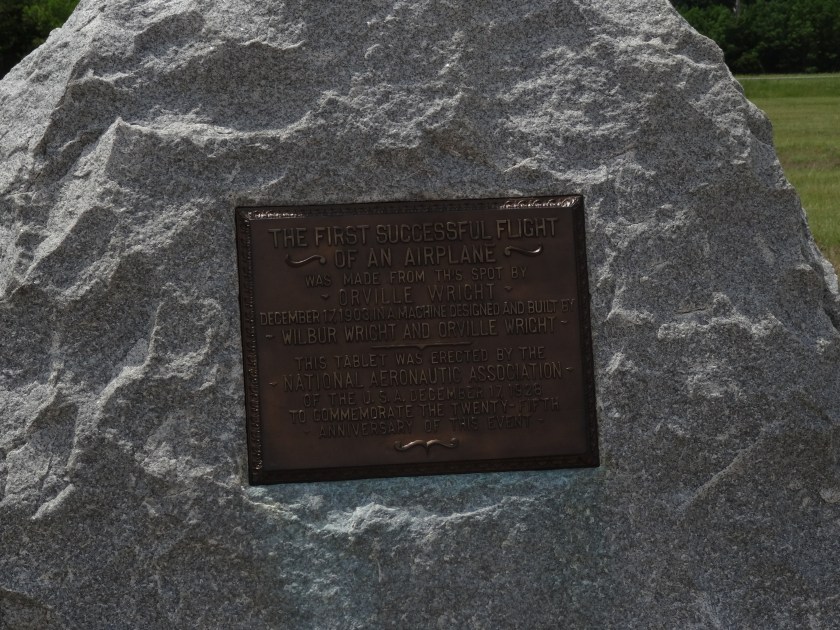 THE FIRST SUCCESSFUL FLIGHT
OF AN AIRPLANE
WAS MADE FROM THIS SPOT BY
ORVILLE WRIGHT
DECEMBER 17, 1903 IN A MACHINE DESIGNED AND BUILT BY
WILBUR WRIGHT AND ORVILLE WRIGHT
THIS TABLET WAS ERECTED BY THE
NATIONAL AERONAUTIC ASSOCIATION
OF THE U.S.A. DECEMBER 17, 1928
TO COMMEMORATE THE TWENTY FIFTH
ANNIVERSARY OF THIS EVENT